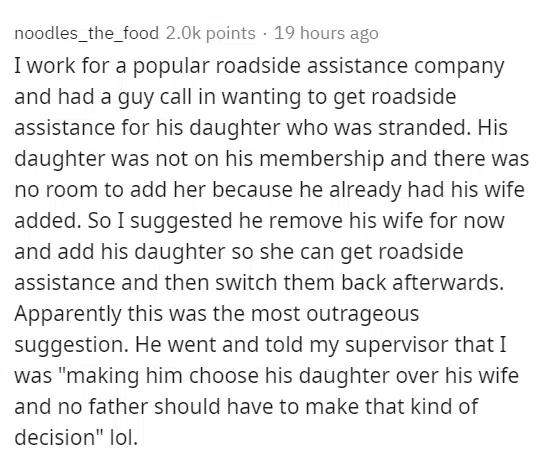 noodles_the_food 2.0k points · 19 hours ago
I work for a popular roadside assistance company
and had a guy call in wanting to get roadside
assistance for his daughter who was stranded. His
daughter was not on his membership and there was
no room to add her because he already had his wife
added. So I suggested he remove his wife for now
and add his daughter so she can get roadside
assistance and then switch them back afterwards.
Apparently this was the most outrageous
suggestion. He went and told my supervisor that I
was "making him choose his daughter over his wife
and no father should have to make that kind of
decision" lol.